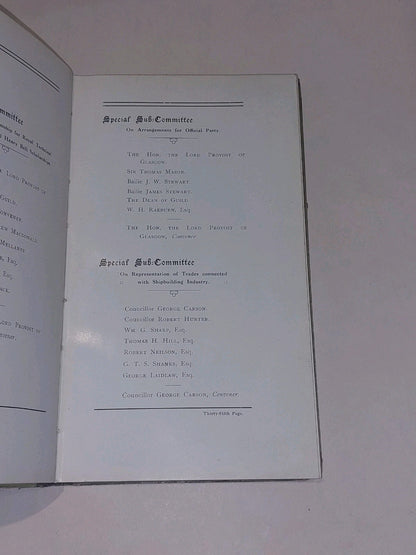 ommittee
Special Sub-Committee
On Arrangements for Official Party
The Hon. the Lord Provost of
Glasgow.
Sir Thomas Mason.
Bailie J. W. Stewart.
Bailie James Stewart.
The Dean of Guild.
W. H. Raeburn, Esq
The Hon. the Lord Provost of
Glasgow, Convener
Special Sub-Committee
On Representation of Trades connected
:: with Shipbuilding Industry. ::
Councillor George Carson
Councillor Robert Hunter.
Wm. G. Sharp, Esq.
Thomas H. Hill, Esq.
Robert Neilson, Esq.
G. T. S. Shanks, Esq.
George Laidlaw, Esq.
Councillor George Carson, Convener
Thirty-fifth Page.